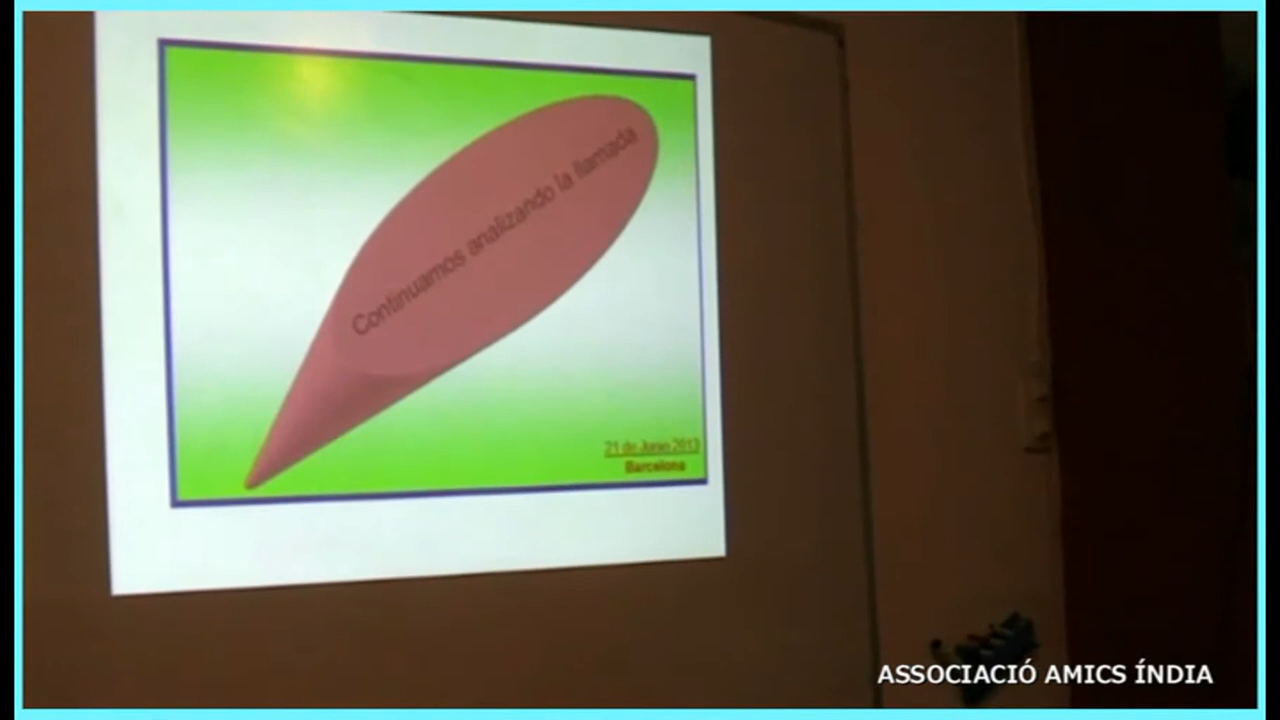 Continuamos analizando la llamada
21 de Junio 2013
Barcelona
ASSOCIACIÓ AMICS ÍNDIA